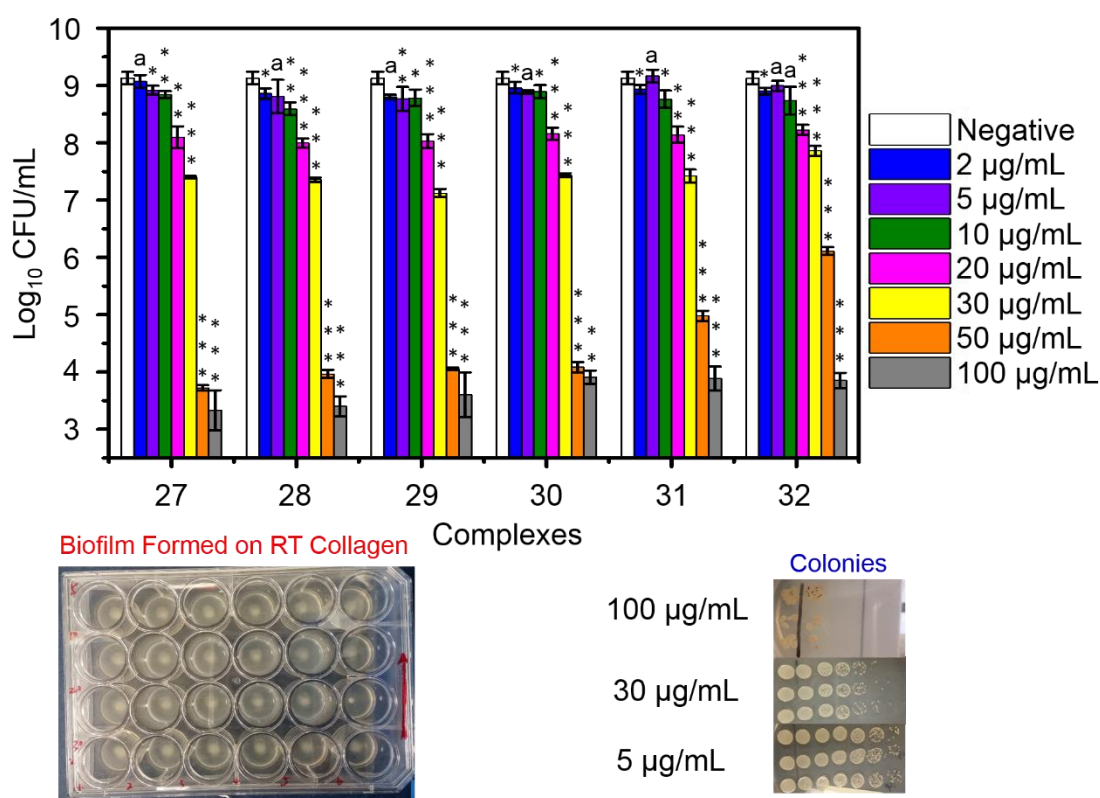 10
9
8
7
6
5
4
3
Log₁₀ CFU/mL
a * * * * * * * * * * * * *
* a * * * * * * * * * * * *
a * * * * * * * * * * * * *
* a * * * * * * * * * * * *
* a * * * * * * * * * * * *
* a a * * * * * * * * * * *
27 28 29 30 31 32
Complexes
Negative
2 µg/mL
5 µg/mL
10 µg/mL
20 µg/mL
30 µg/mL
50 µg/mL
100 µg/mL
Biofilm Formed on RT Collagen
Colonies
100 µg/mL
30 µg/mL
5 µg/mL